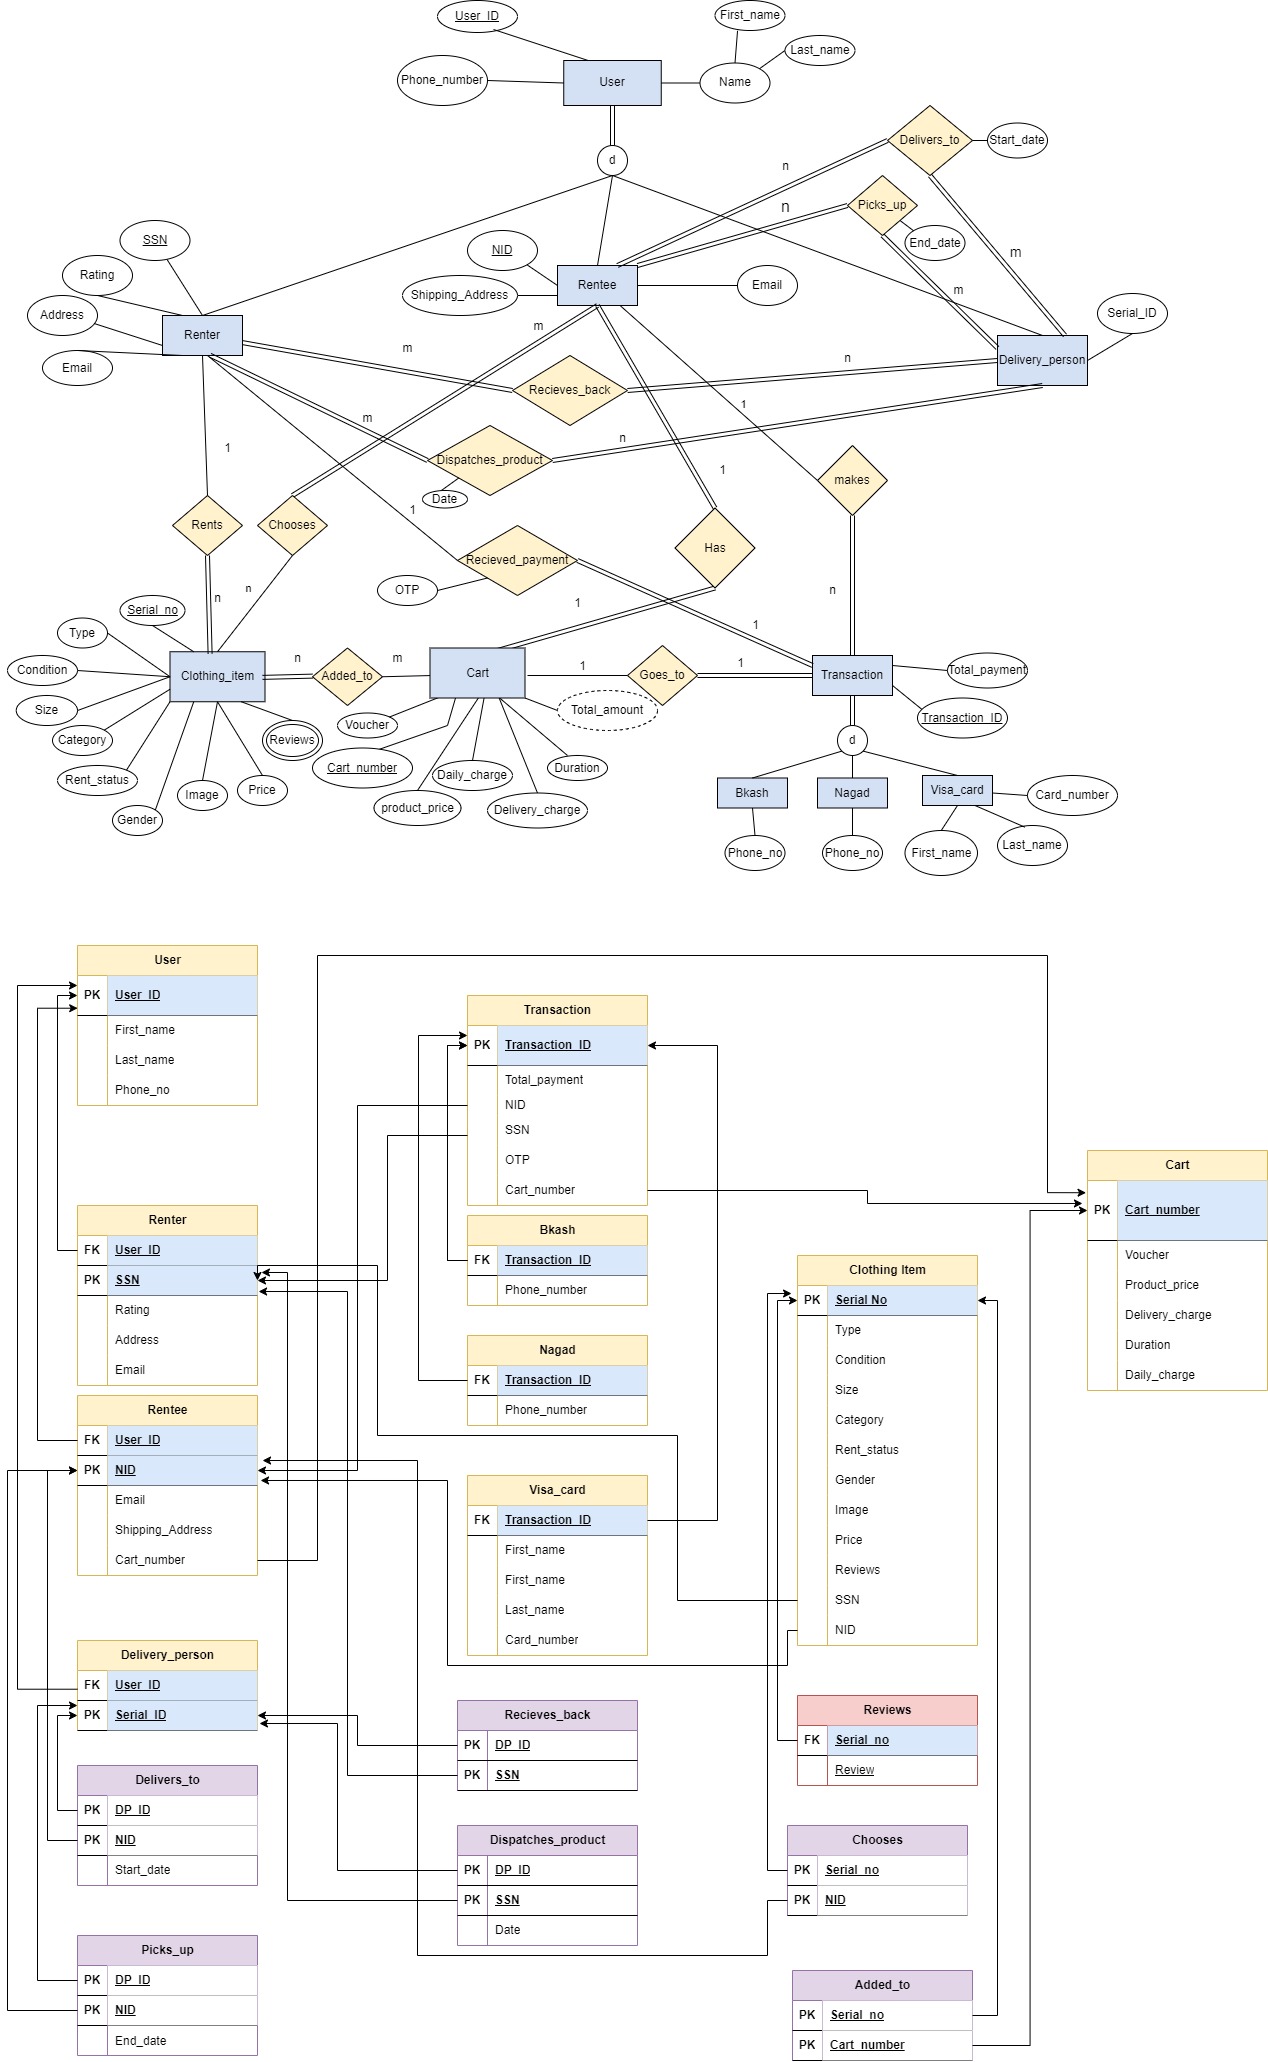 User_ID
First_name
Last_name
Phone_number
User
Name
d
Delivers_to
Start_date
n
Picks_up
n
End_date
m
m
SSN
NID
Rating
Shipping_Address
Rentee
Email
Address
Serial_ID
Renter
m
Email
m
n
Delivery_person
Recieves_back
1
m
n
1
Dispatches_product
Date
1
makes
1
Rents
Chooses
Has
Recieved_payment
OTP
n
n
1
n
1
Serial_no
Type
Condition
Size
Category
Rent_status
Gender
Image
Price
Reviews
Clothing_item
n
Added_to
m
Cart
1
Goes_to
1
Transaction
Total_payment
Transaction_ID
Total_amount
Voucher
Cart_number
product_price
Daily_charge
Delivery_charge
Duration
d
Bkash
Nagad
Visa_card
Card_number
Phone_no
Phone_no
First_name
Last_name
User
PK User_ID
First_name
Last_name
Phone_no
Transaction
PK Transaction_ID
Total_payment
NID
SSN
OTP
Cart_number
Cart
PK Cart_number
Voucher
Product_price
Delivery_charge
Duration
Daily_charge
Renter
FK User_ID
PK SSN
Rating
Address
Email
Bkash
FK Transaction_ID
Phone_number
Nagad
FK Transaction_ID
Phone_number
Clothing Item
PK Serial No
Type
Condition
Size
Category
Rent_status
Gender
Image
Price
Reviews
SSN
NID
Rentee
FK User_ID
PK NID
Email
Shipping_Address
Cart_number
Visa_card
FK Transaction_ID
First_name
First_name
Last_name
Card_number
Delivery_person
FK User_ID
PK Serial_ID
Recieves_back
PK DP_ID
PK SSN
Reviews
FK Serial_no
Review
Delivers_to
PK DP_ID
PK NID
Start_date
Dispatches_product
PK DP_ID
PK SSN
Date
Chooses
PK Serial_no
PK NID
Picks_up
PK DP_ID
PK NID
End_date
Added_to
PK Serial_no
PK Cart_number